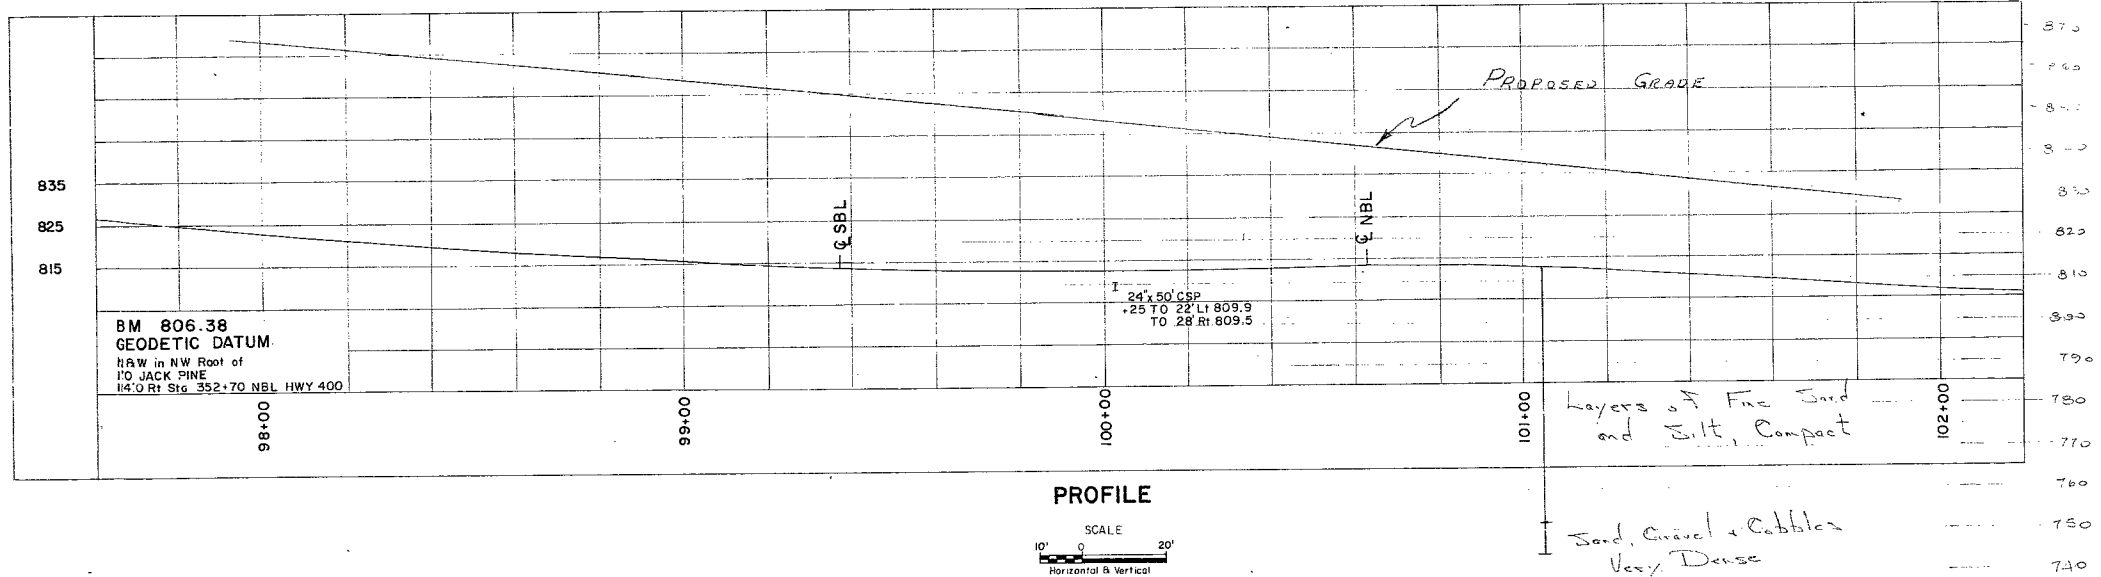 PROPOSED GRADE
835
825
815
℄ SBL
℄ NBL
24"x 50' CSP
+25 TO 22' Lt 809.9
TO 28' Rt 809.5
BM 806.38
GEODETIC DATUM
N&W in NW Root of
1'.0 JACK PINE
114.0 Rt Sta 352+70 NBL HWY 400
98+00
99+00
100+00
101+00
102+00
870
820
810
790
780
770
760
750
740
Layers of Fine Sand
and Silt, Compact
Sand, Gravel & Cobbles
Very Dense
PROFILE
SCALE
10' 0 20'
Horizontal & Vertical